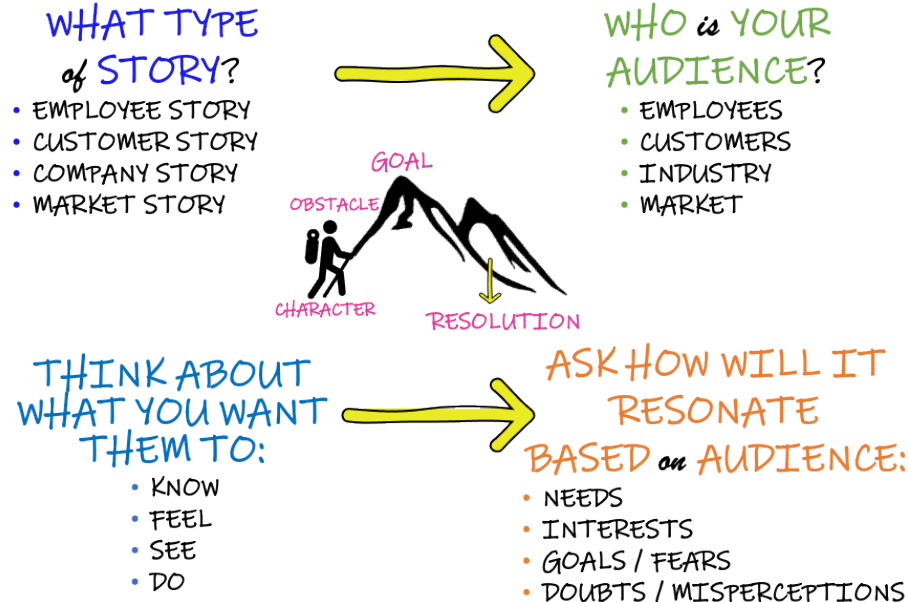 WHAT TYPE
of STORY?
• EMPLOYEE STORY
• CUSTOMER STORY
• COMPANY STORY
• MARKET STORY
WHO is YOUR
AUDIENCE?
• EMPLOYEES
• CUSTOMERS
• INDUSTRY
• MARKET
GOAL
OBSTACLE
CHARACTER
RESOLUTION
THINK ABOUT
WHAT YOU WANT
THEM TO:
• KNOW
• FEEL
• SEE
• DO
ASK HOW WILL IT
RESONATE
BASED on AUDIENCE:
• NEEDS
• INTERESTS
• GOALS / FEARS
• DOUBTS / MISPERCEPTIONS